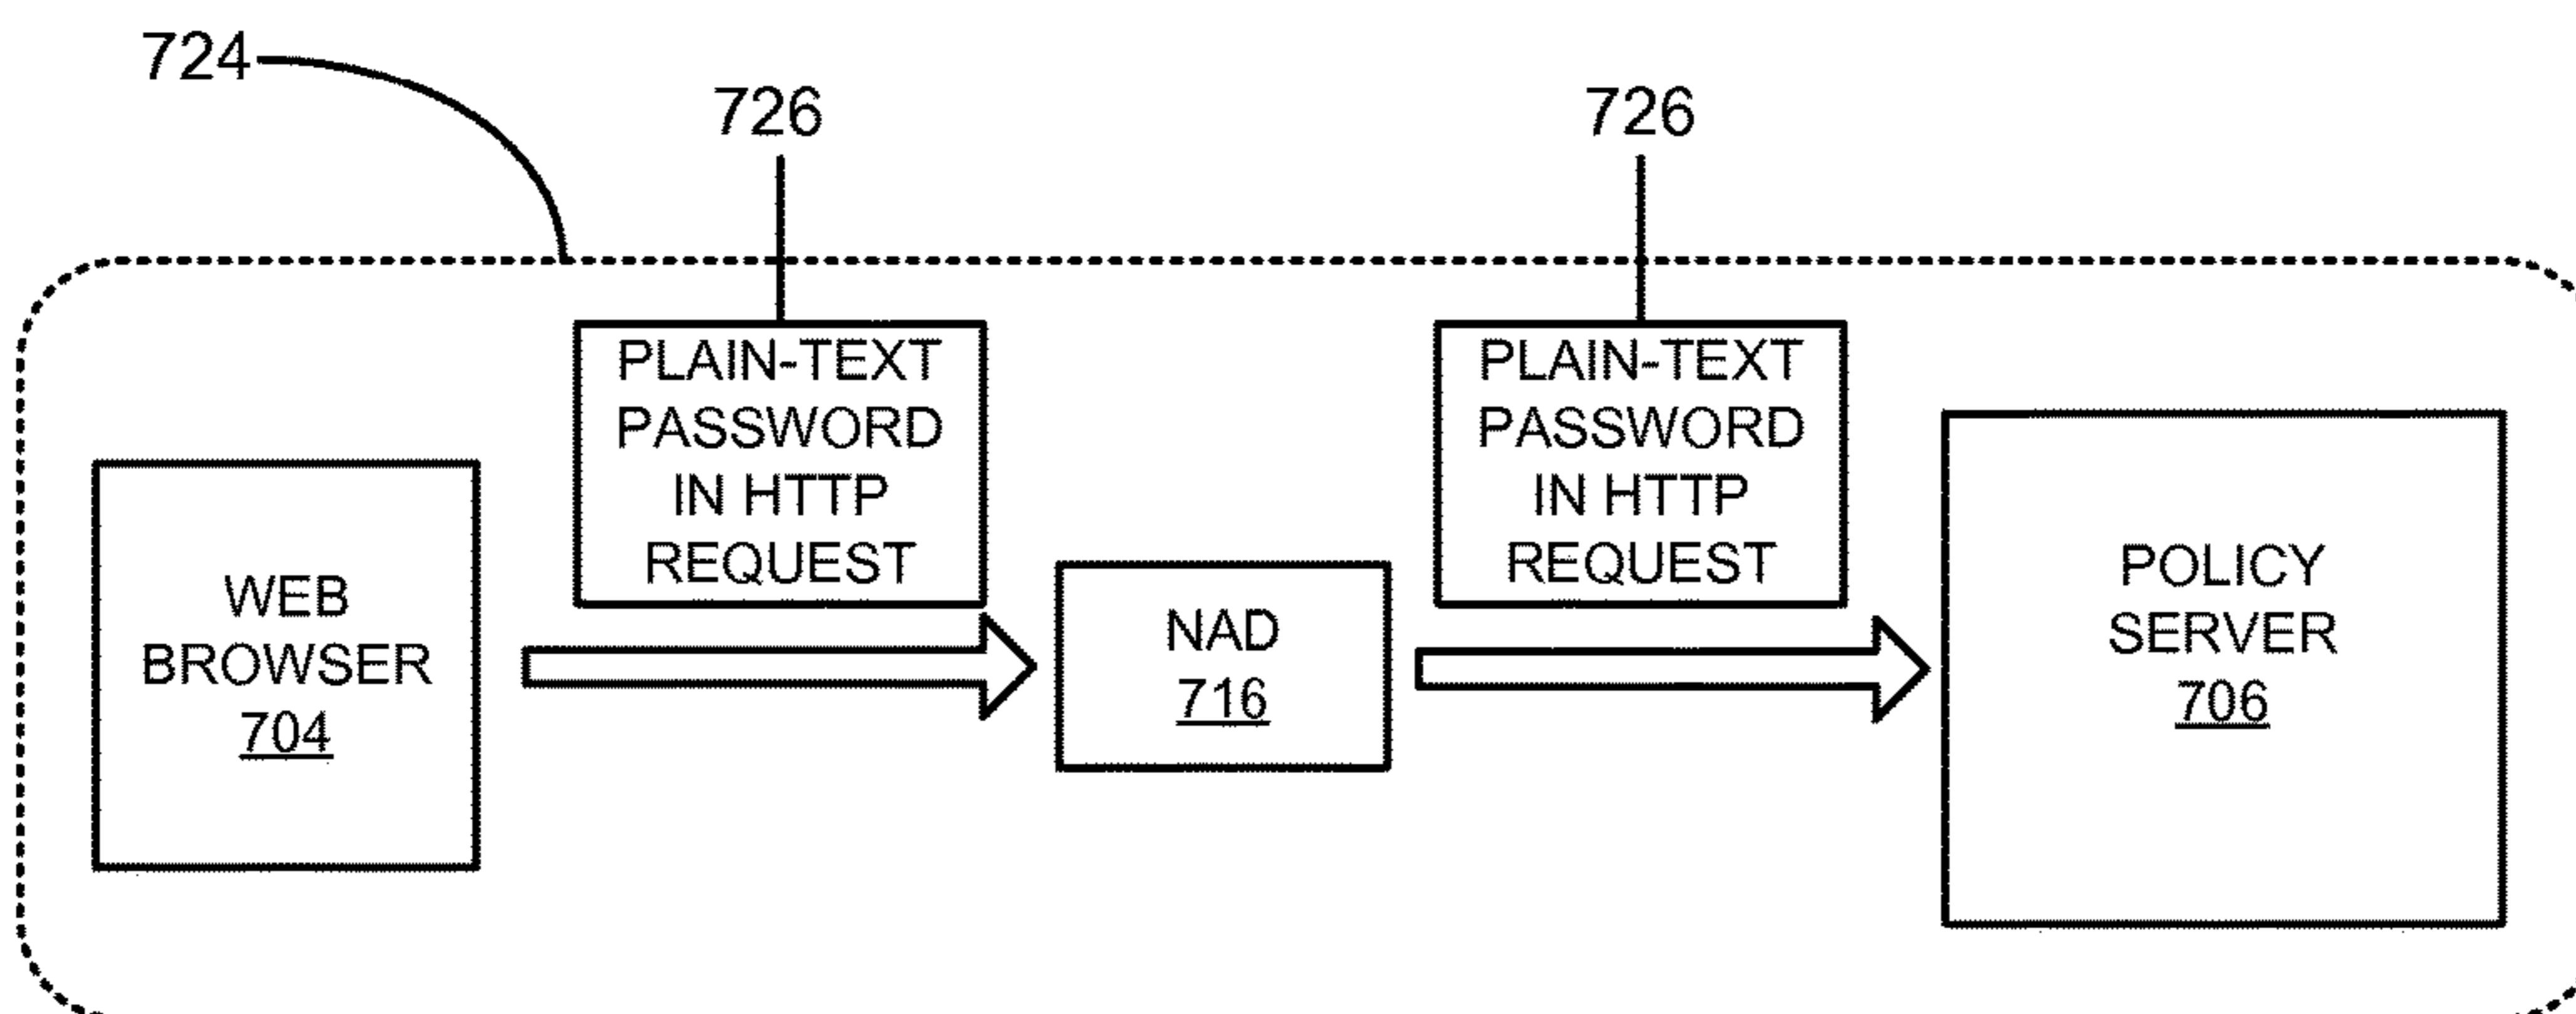 724
726
726
PLAIN-TEXT
PASSWORD
IN HTTP
REQUEST
PLAIN-TEXT
PASSWORD
IN HTTP
REQUEST
WEB
BROWSER
704
NAD
716
POLICY
SERVER
706